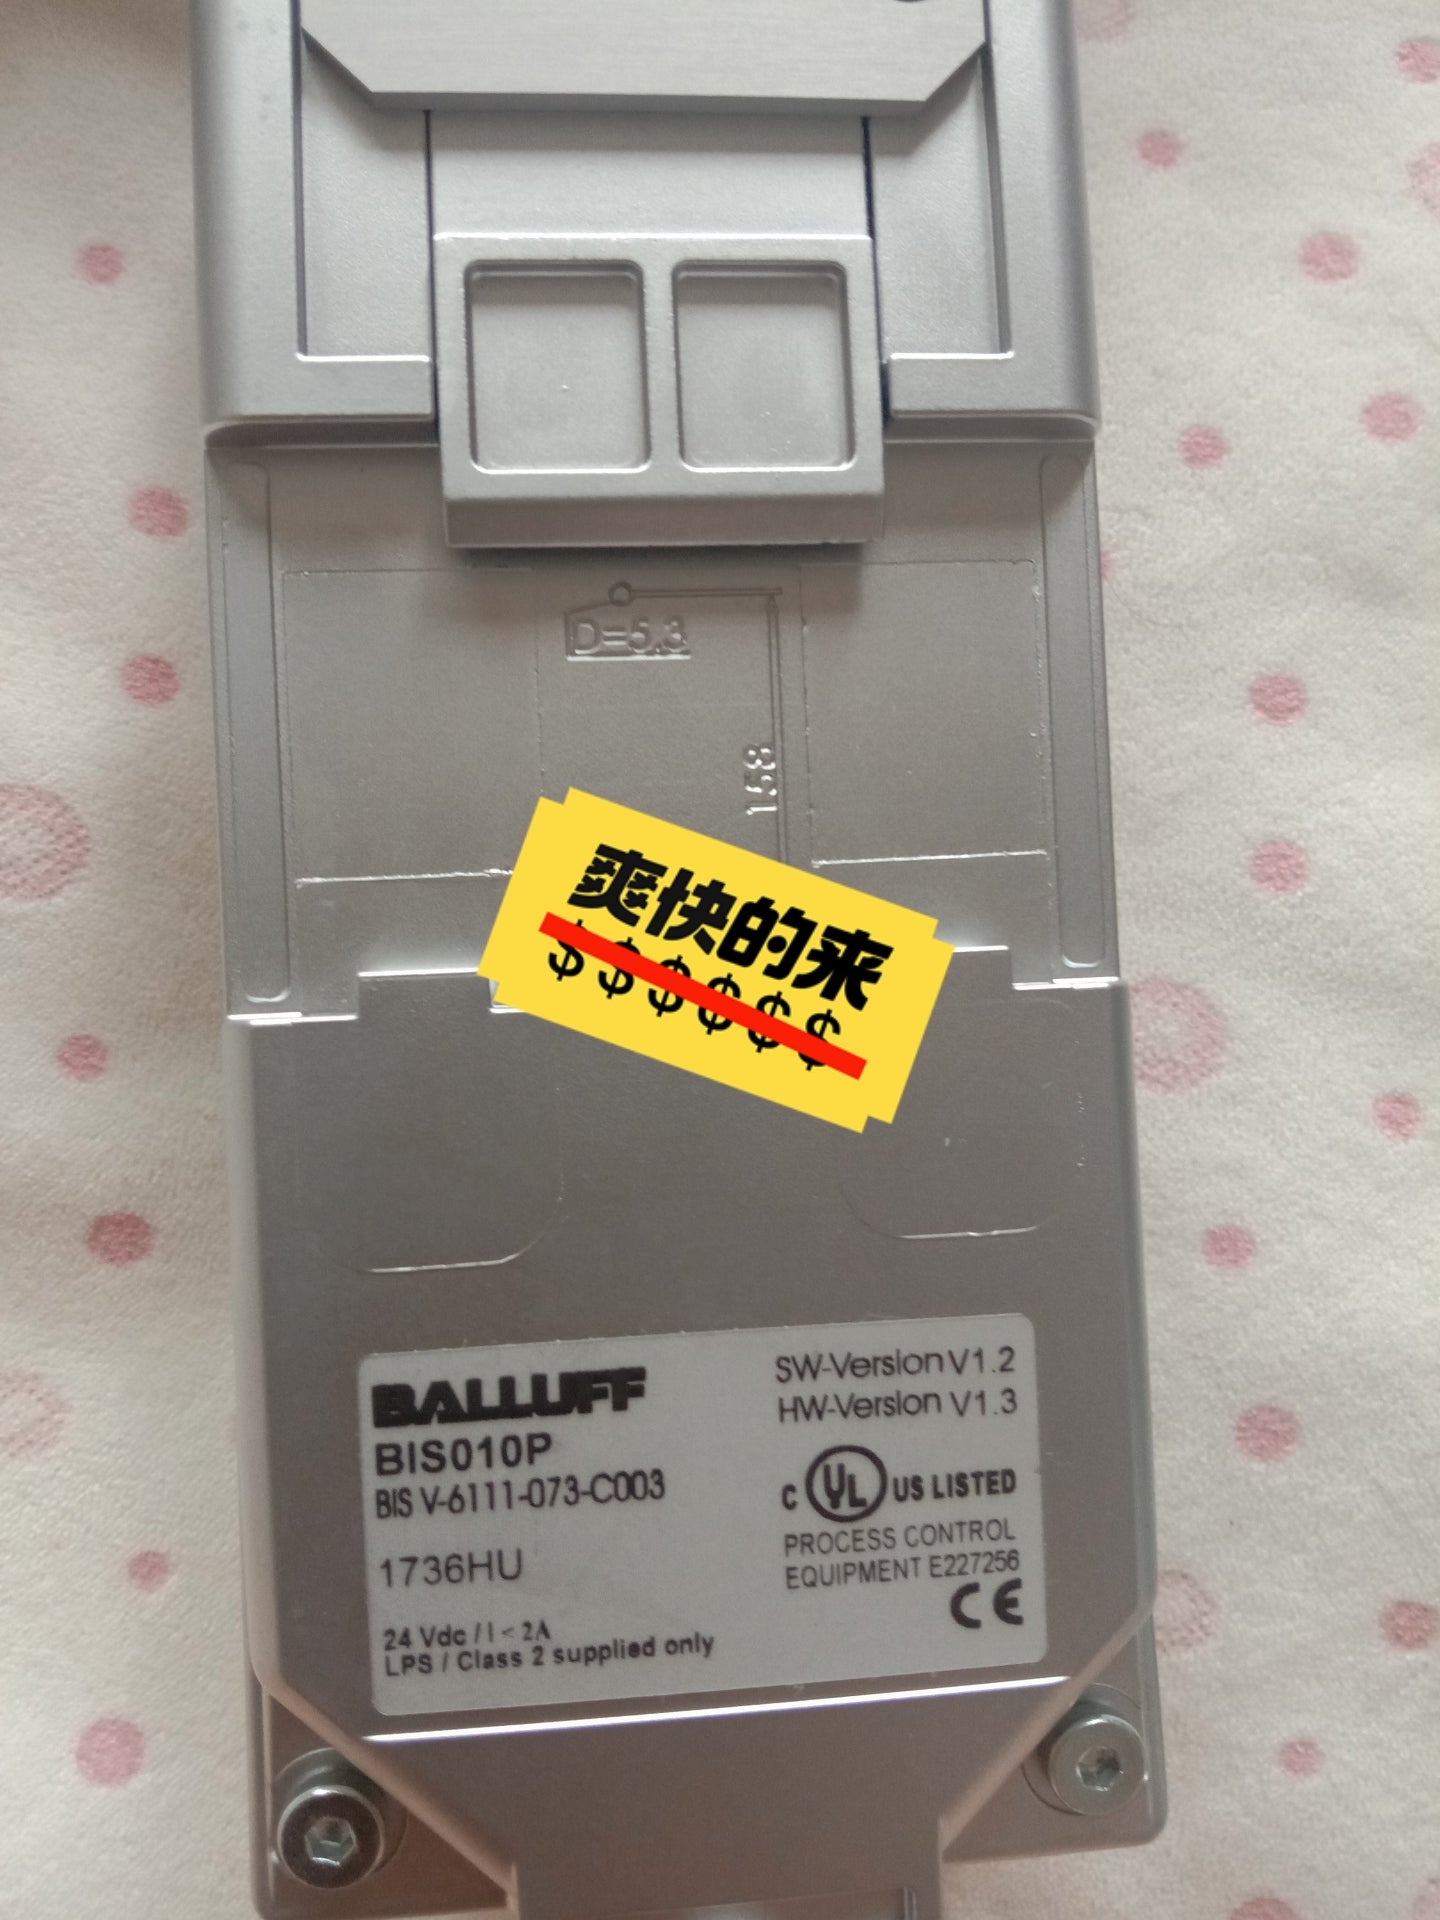 D=5.3
158
爽快的来
$$$$$$
BALLUFF
BIS010P
BIS V-6111-073-C003
1736HU
24 Vdc / I < 2A
LPS / Class 2 supplied only
SW-Version V1.2
HW-Version V1.3
C UL US LISTED
PROCESS CONTROL
EQUIPMENT E227256
CE